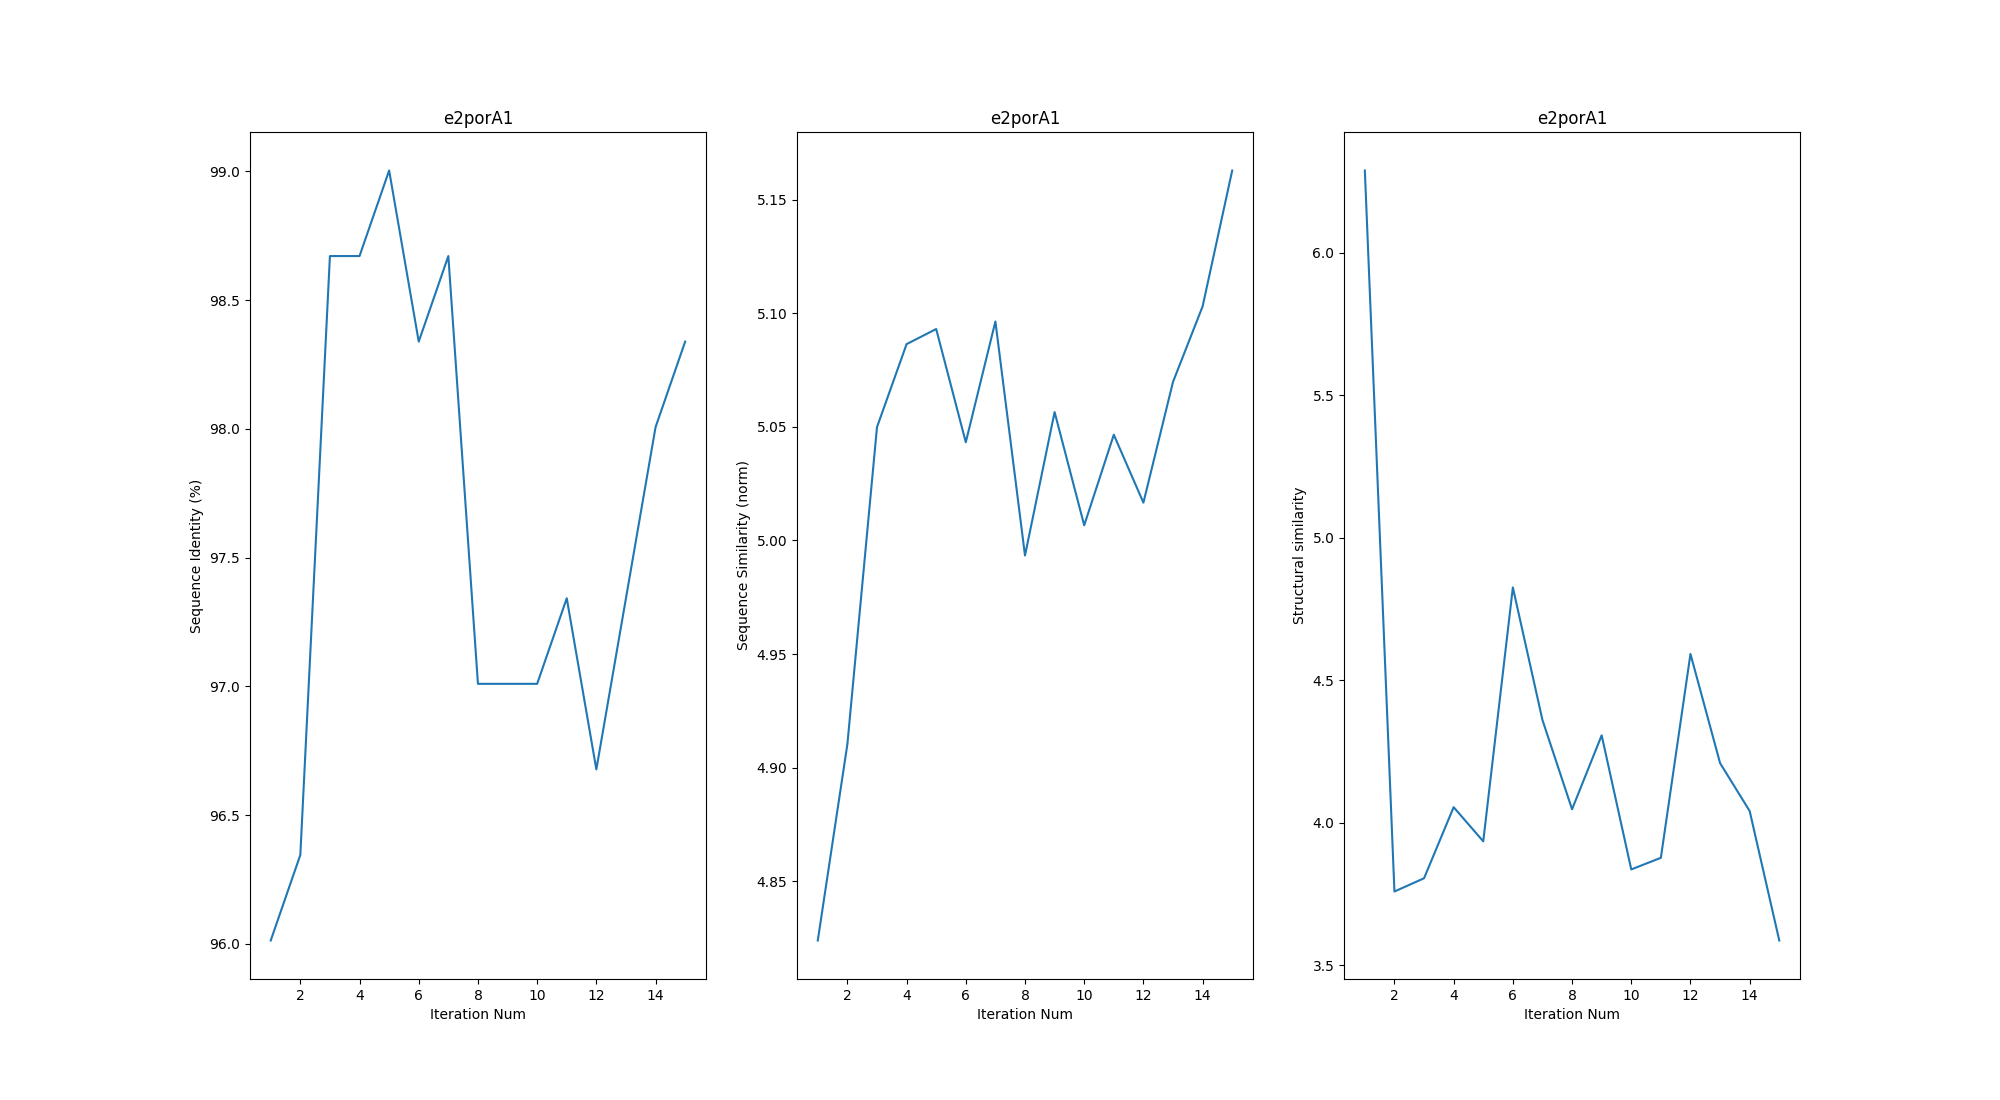 e2porA1
99.0
98.5
98.0
97.5
97.0
96.5
96.0
Sequence Identity (%)
2 4 6 8 10 12 14
Iteration Num
e2porA1
5.15
5.10
5.05
5.00
4.95
4.90
4.85
Sequence Similarity (norm)
2 4 6 8 10 12 14
Iteration Num
e2porA1
6.0
5.5
5.0
4.5
4.0
3.5
Structural similarity
2 4 6 8 10 12 14
Iteration Num